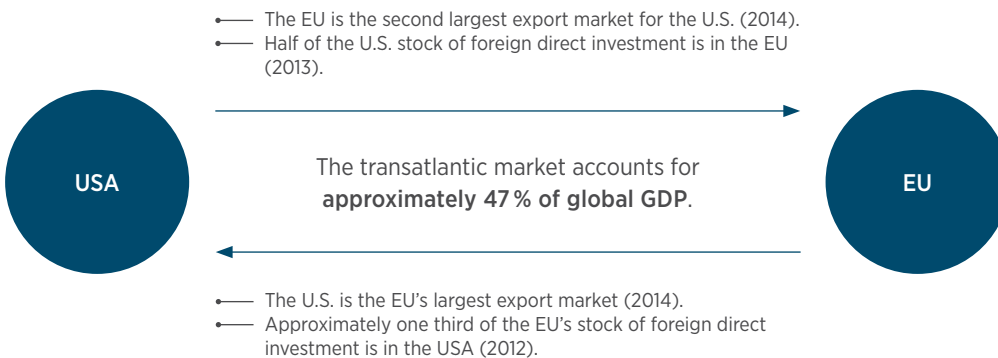 The EU is the second largest export market for the U.S. (2014).
Half of the U.S. stock of foreign direct investment is in the EU
(2013).
USA
The transatlantic market accounts for
approximately 47 % of global GDP.
EU
The U.S. is the EU’s largest export market (2014).
Approximately one third of the EU’s stock of foreign direct
investment is in the USA (2012).